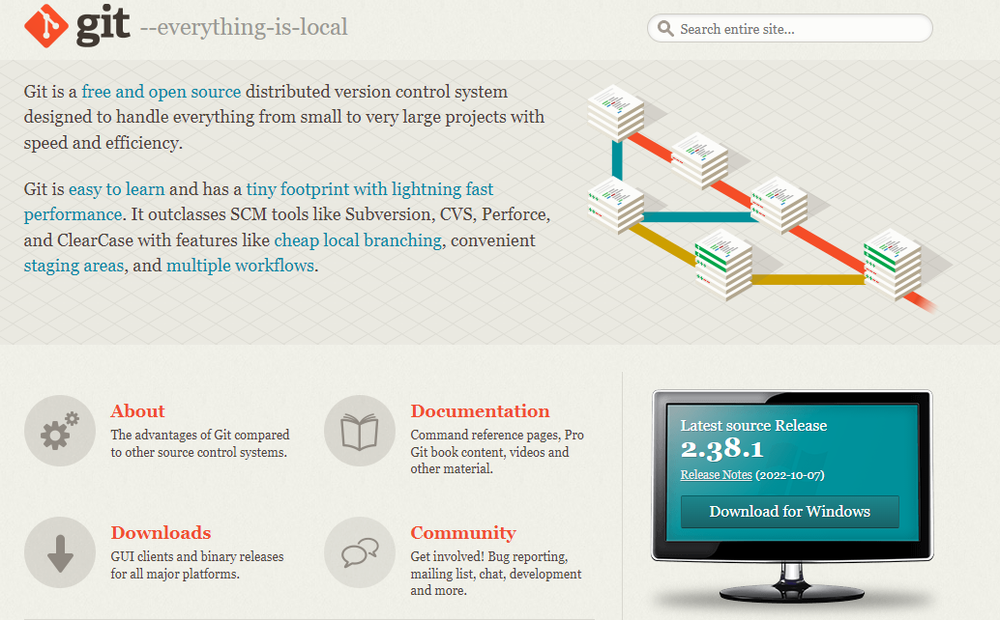 git --everything-is-local
Search entire site...
Git is a free and open source distributed version control system
designed to handle everything from small to very large projects with
speed and efficiency.
Git is easy to learn and has a tiny footprint with lightning fast
performance. It outclasses SCM tools like Subversion, CVS, Perforce,
and ClearCase with features like cheap local branching, convenient
staging areas, and multiple workflows.
About
The advantages of Git compared
to other source control systems.
Documentation
Command reference pages, Pro
Git book content, videos and
other material.
Downloads
GUI clients and binary releases
for all major platforms.
Community
Get involved! Bug reporting,
mailing list, chat, development
and more.
Latest source Release
2.38.1
Release Notes (2022-10-07)
Download for Windows